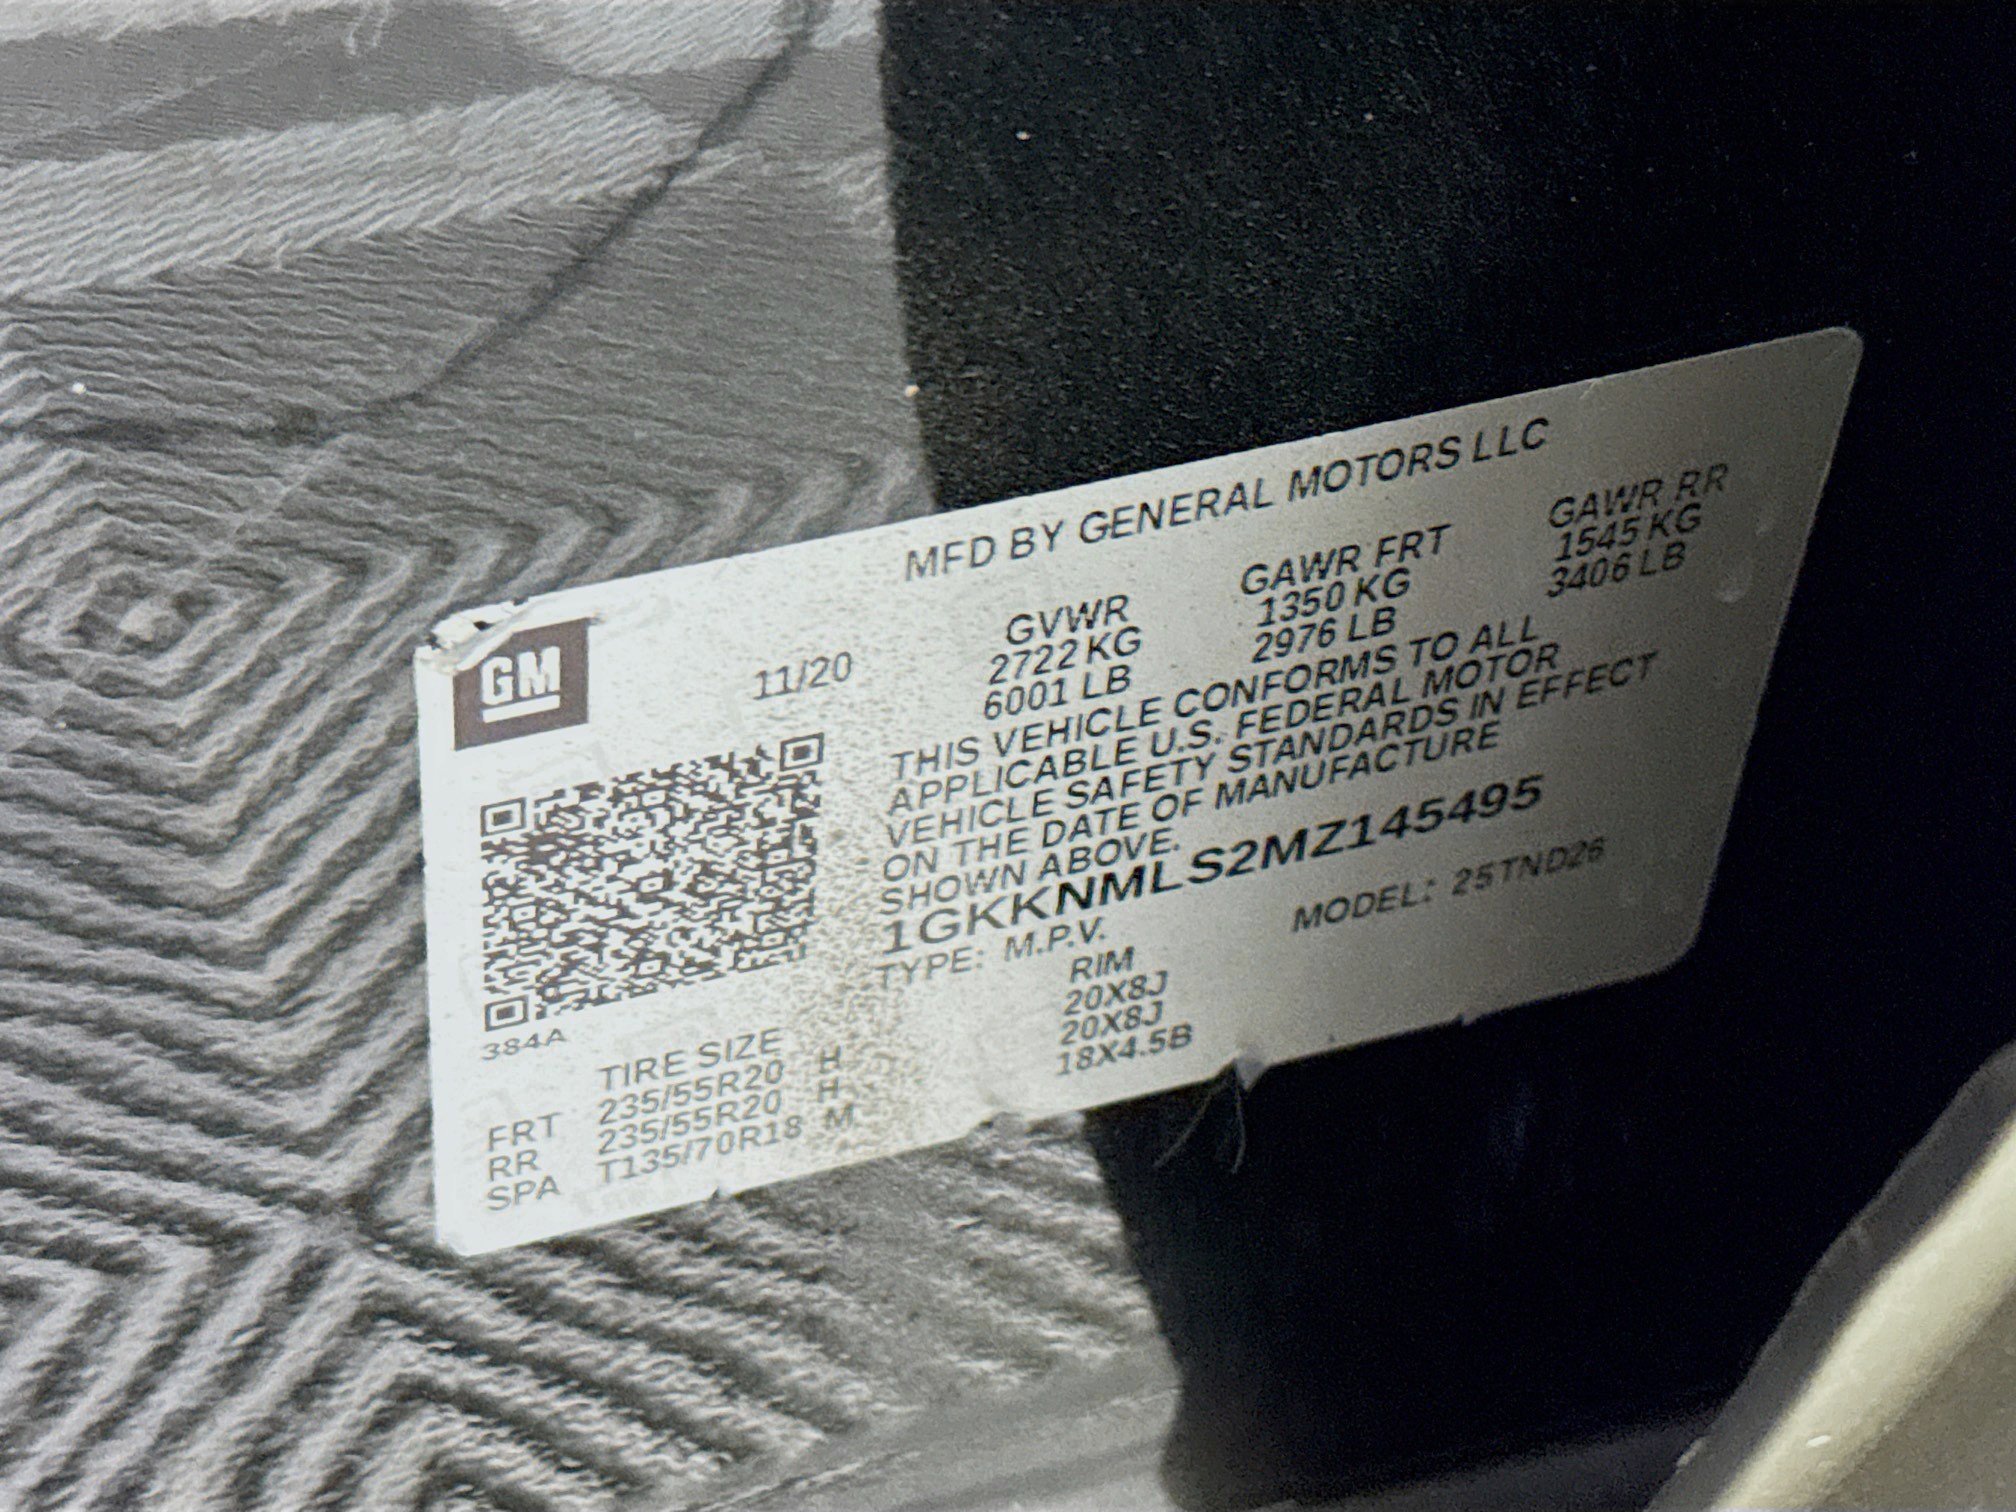 MFD BY GENERAL MOTORS LLC
GM
11/20
GVWR GAWR FRT GAWR RR
2722 KG 1350 KG 1545 KG
6001 LB 2976 LB 3406 LB
THIS VEHICLE CONFORMS TO ALL
APPLICABLE U.S. FEDERAL MOTOR
VEHICLE SAFETY STANDARDS IN EFFECT
ON THE DATE OF MANUFACTURE
SHOWN ABOVE.
1GKKNMLS2MZ145495
TYPE: M.P.V. MODEL: 25TND26
384A
TIRE SIZE RIM
FRT 235/55R20 H 20X8J
RR 235/55R20 H 20X8J
SPA T135/70R18 M 18X4.5B